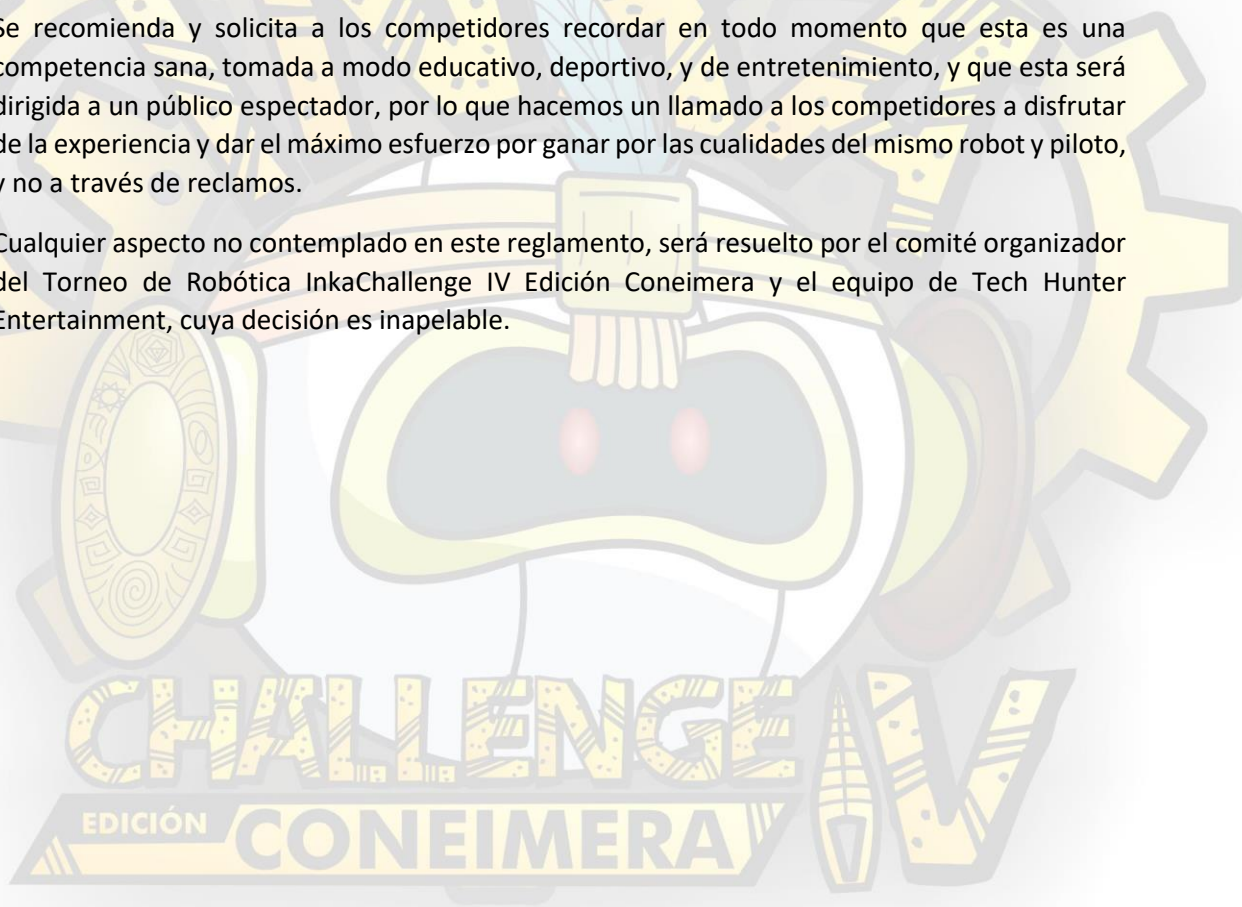 Se recomienda y solicita a los competidores recordar en todo momento que esta es una
competencia sana, tomada a modo educativo, deportivo, y de entretenimiento, y que esta será
dirigida a un público espectador, por lo que hacemos un llamado a los competidores a disfrutar
de la experiencia y dar el máximo esfuerzo por ganar por las cualidades del mismo robot y piloto,
y no a través de reclamos.
Cualquier aspecto no contemplado en este reglamento, será resuelto por el comité organizador
del Torneo de Robótica InkaChallenge IV Edición Coneimera y el equipo de Tech Hunter
Entertainment, cuya decisión es inapelable.
CHALLENGE IV
EDICIÓN CONEIMERA